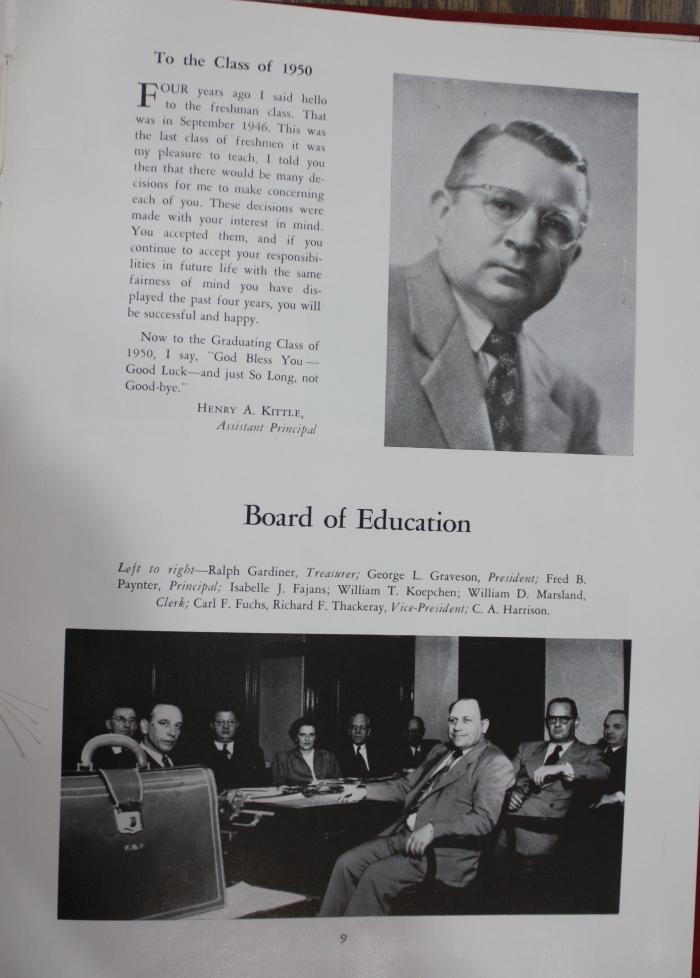 To the Class of 1950
FOUR years ago I said hello
to the freshman class. That
was in September 1946. This was
the last class of freshmen it was
my pleasure to teach. I told you
then that there would be many de-
cisions for me to make concerning
each of you. These decisions were
made with your interest in mind.
You accepted them, and if you
continue to accept your responsibi-
lities in future life with the same
fairness of mind you have dis-
played the past four years, you will
be successful and happy.
Now to the Graduating Class of
1950, I say, "God Bless You—
Good Luck—and just So Long, not
Good-bye."
HENRY A. KITTLE,
Assistant Principal
Board of Education
Left to right—Ralph Gardiner, Treasurer; George L. Graveson, President; Fred B.
Paynter, Principal; Isabelle J. Fajans; William T. Koepchen; William D. Marsland,
Clerk; Carl F. Fuchs, Richard F. Thackeray, Vice-President; C. A. Harrison.
9